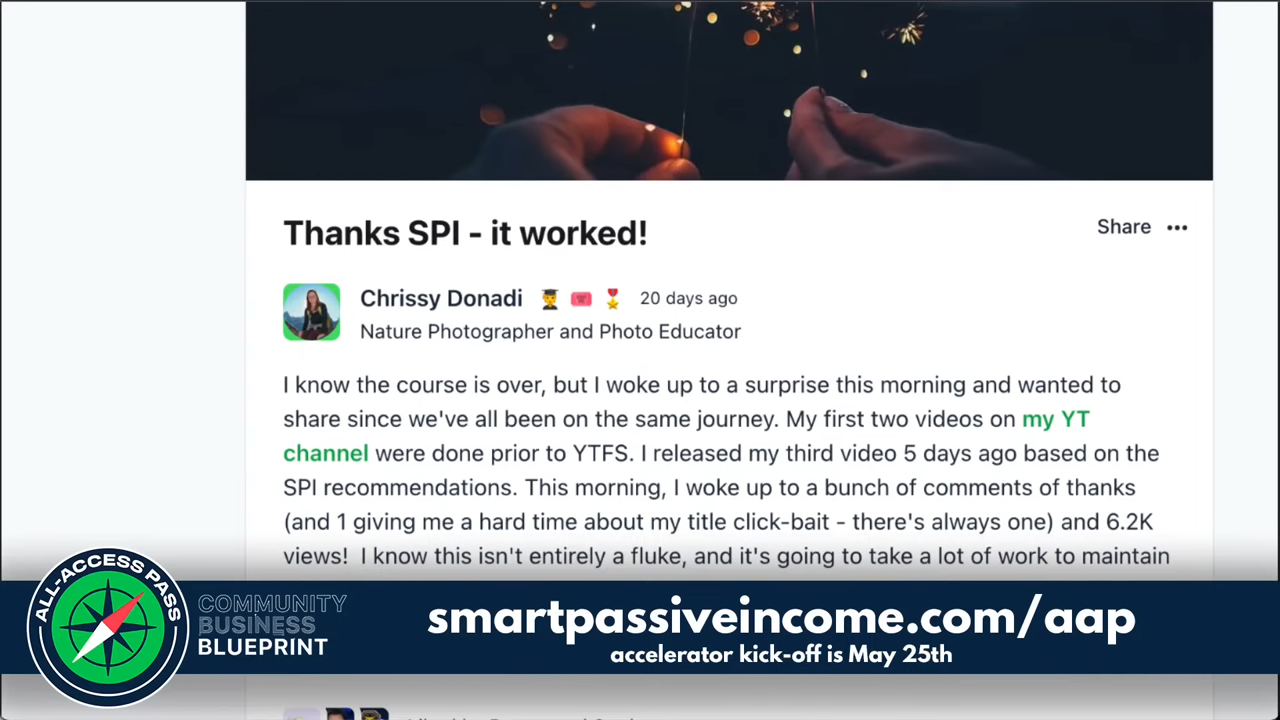 Thanks SPI - it worked!
Share
Chrissy Donadi
20 days ago
Nature Photographer and Photo Educator
I know the course is over, but I woke up to a surprise this morning and wanted to
share since we've all been on the same journey. My first two videos on my YT
channel were done prior to YTFS. I released my third video 5 days ago based on the
SPI recommendations. This morning, I woke up to a bunch of comments of thanks
(and 1 giving me a hard time about my title click-bait - there's always one) and 6.2K
views! I know this isn't entirely a fluke, and it's going to take a lot of work to maintain
ALL-ACCESS PASS
COMMUNITY
BUSINESS
BLUEPRINT
smartpassiveincome.com/aap
accelerator kick-off is May 25th